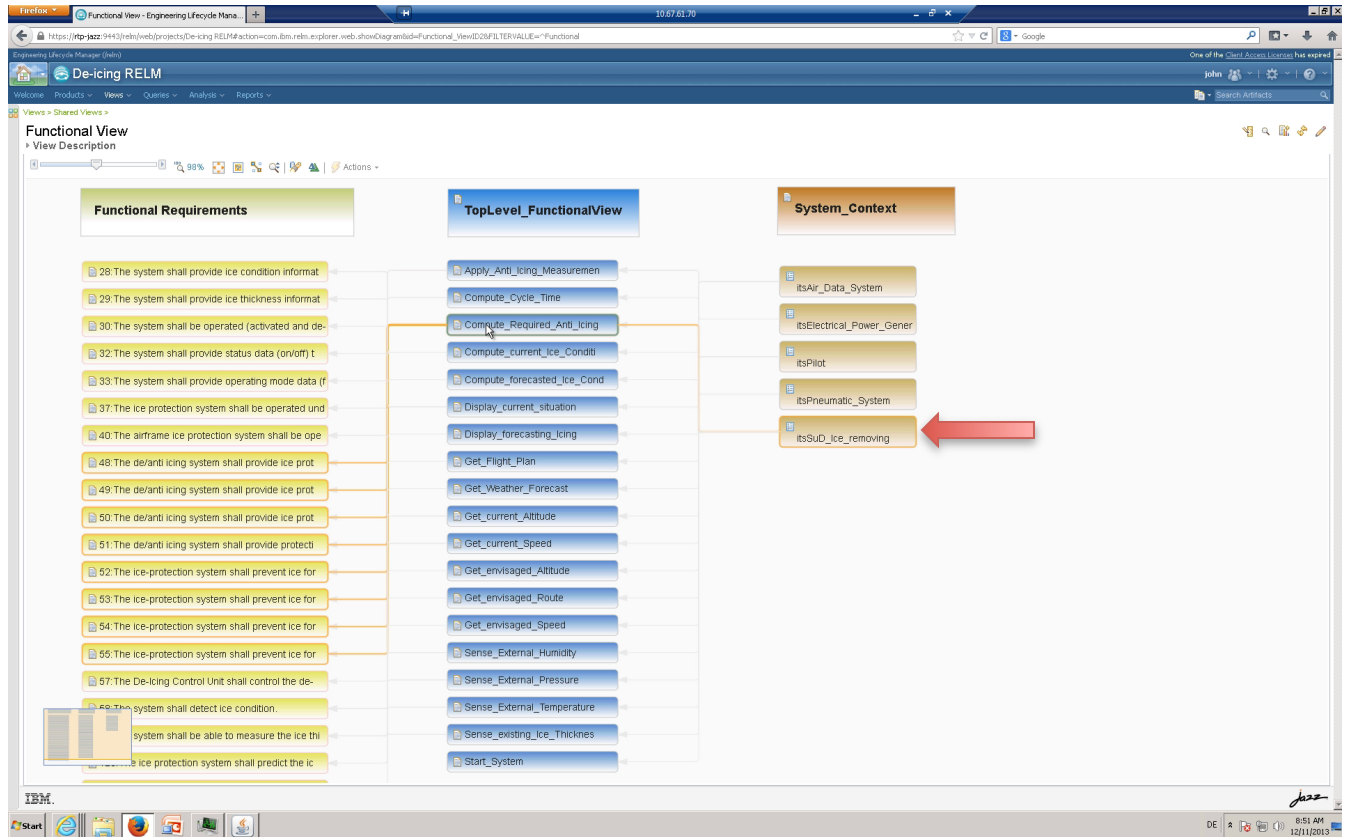 Firefox
Functional View - Engineering Lifecycle Mana...
10.67.61.70
https://rtp-jazz:9443/relm/web/projects/De-icing RELM#action=com.ibm.relm.explorer.web.showDiagram&id=Functional_ViewID2&FILTERVALUE=^Functional
Google
Engineering Lifecycle Manager (/relm)
One of the Client Access Licenses has expired
De-icing RELM
john
Welcome Products Views Queries Analysis Reports
Search Artifacts
Views > Shared Views >
Functional View
View Description
98%
Actions
Functional Requirements
TopLevel_FunctionalView
System_Context
28:The system shall provide ice condition informat
29:The system shall provide ice thickness informat
30:The system shall be operated (activated and de-
32:The system shall provide status data (on/off) t
33:The system shall provide operating mode data (f
37:The ice protection system shall be operated und
40:The airframe ice protection system shall be ope
48:The de/anti icing system shall provide ice prot
49:The de/anti icing system shall provide ice prot
50:The de/anti icing system shall provide ice prot
51:The de/anti icing system shall provide protecti
52:The ice-protection system shall prevent ice for
53:The ice-protection system shall prevent ice for
54:The ice-protection system shall prevent ice for
55:The ice-protection system shall prevent ice for
57:The De-Icing Control Unit shall control the de-
system shall detect ice condition.
system shall be able to measure the ice thi
ice protection system shall predict the ic
Apply_Anti_Icing_Measuremen
Compute_Cycle_Time
Compute_Required_Anti_Icing
Compute_current_Ice_Conditi
Compute_forecasted_Ice_Cond
Display_current_situation
Display_forecasting_Icing
Get_Flight_Plan
Get_Weather_Forecast
Get_current_Altitude
Get_current_Speed
Get_envisaged_Altitude
Get_envisaged_Route
Get_envisaged_Speed
Sense_External_Humidity
Sense_External_Pressure
Sense_External_Temperature
Sense_existing_Ice_Thicknes
Start_System
itsAir_Data_System
itsElectrical_Power_Gener
itsPilot
itsPneumatic_System
itsSuD_Ice_removing
IBM.
jazz
Start
DE
8:51 AM
12/11/2013